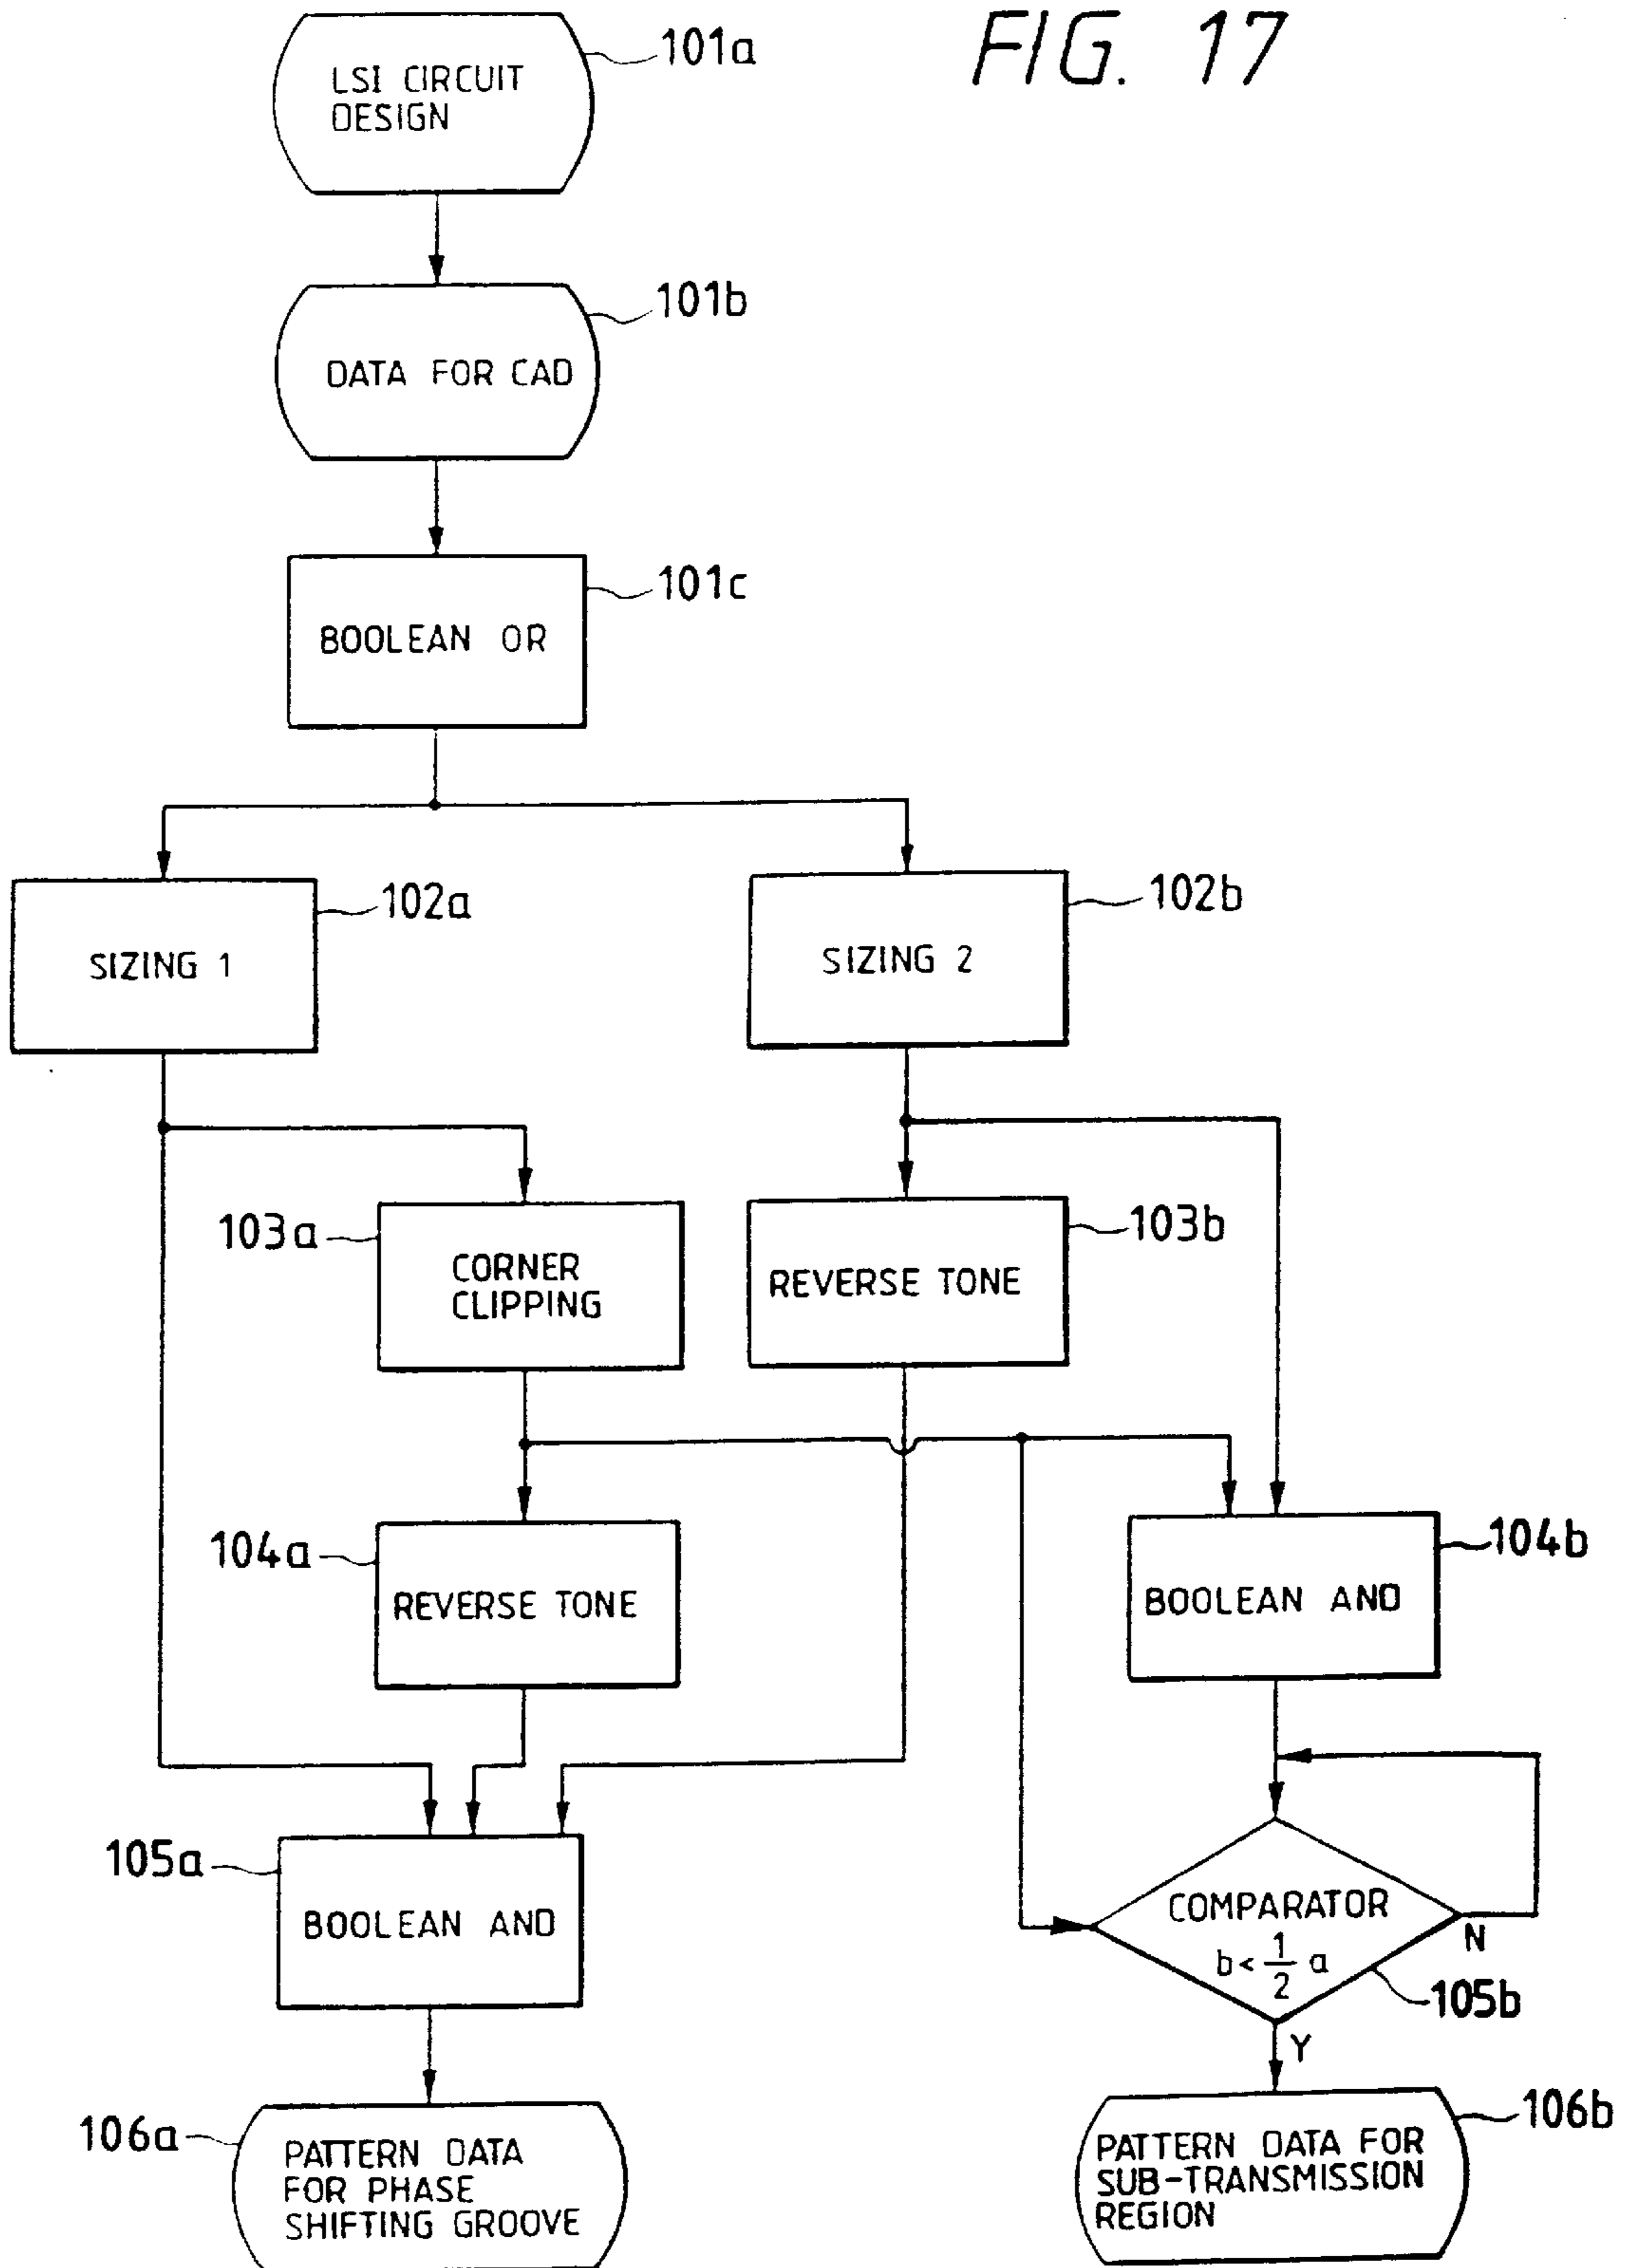 FIG. 17
101a
LSI CIRCUIT
DESIGN
101b
DATA FOR CAD
101c
BOOLEAN OR
102a
SIZING 1
102b
SIZING 2
103a
CORNER
CLIPPING
103b
REVERSE TONE
104a
REVERSE TONE
104b
BOOLEAN AND
105a
BOOLEAN AND
COMPARATOR
b < 1/2 a
N
105b
Y
106a
PATTERN DATA
FOR PHASE
SHIFTING GROOVE
106b
PATTERN DATA FOR
SUB-TRANSMISSION
REGION